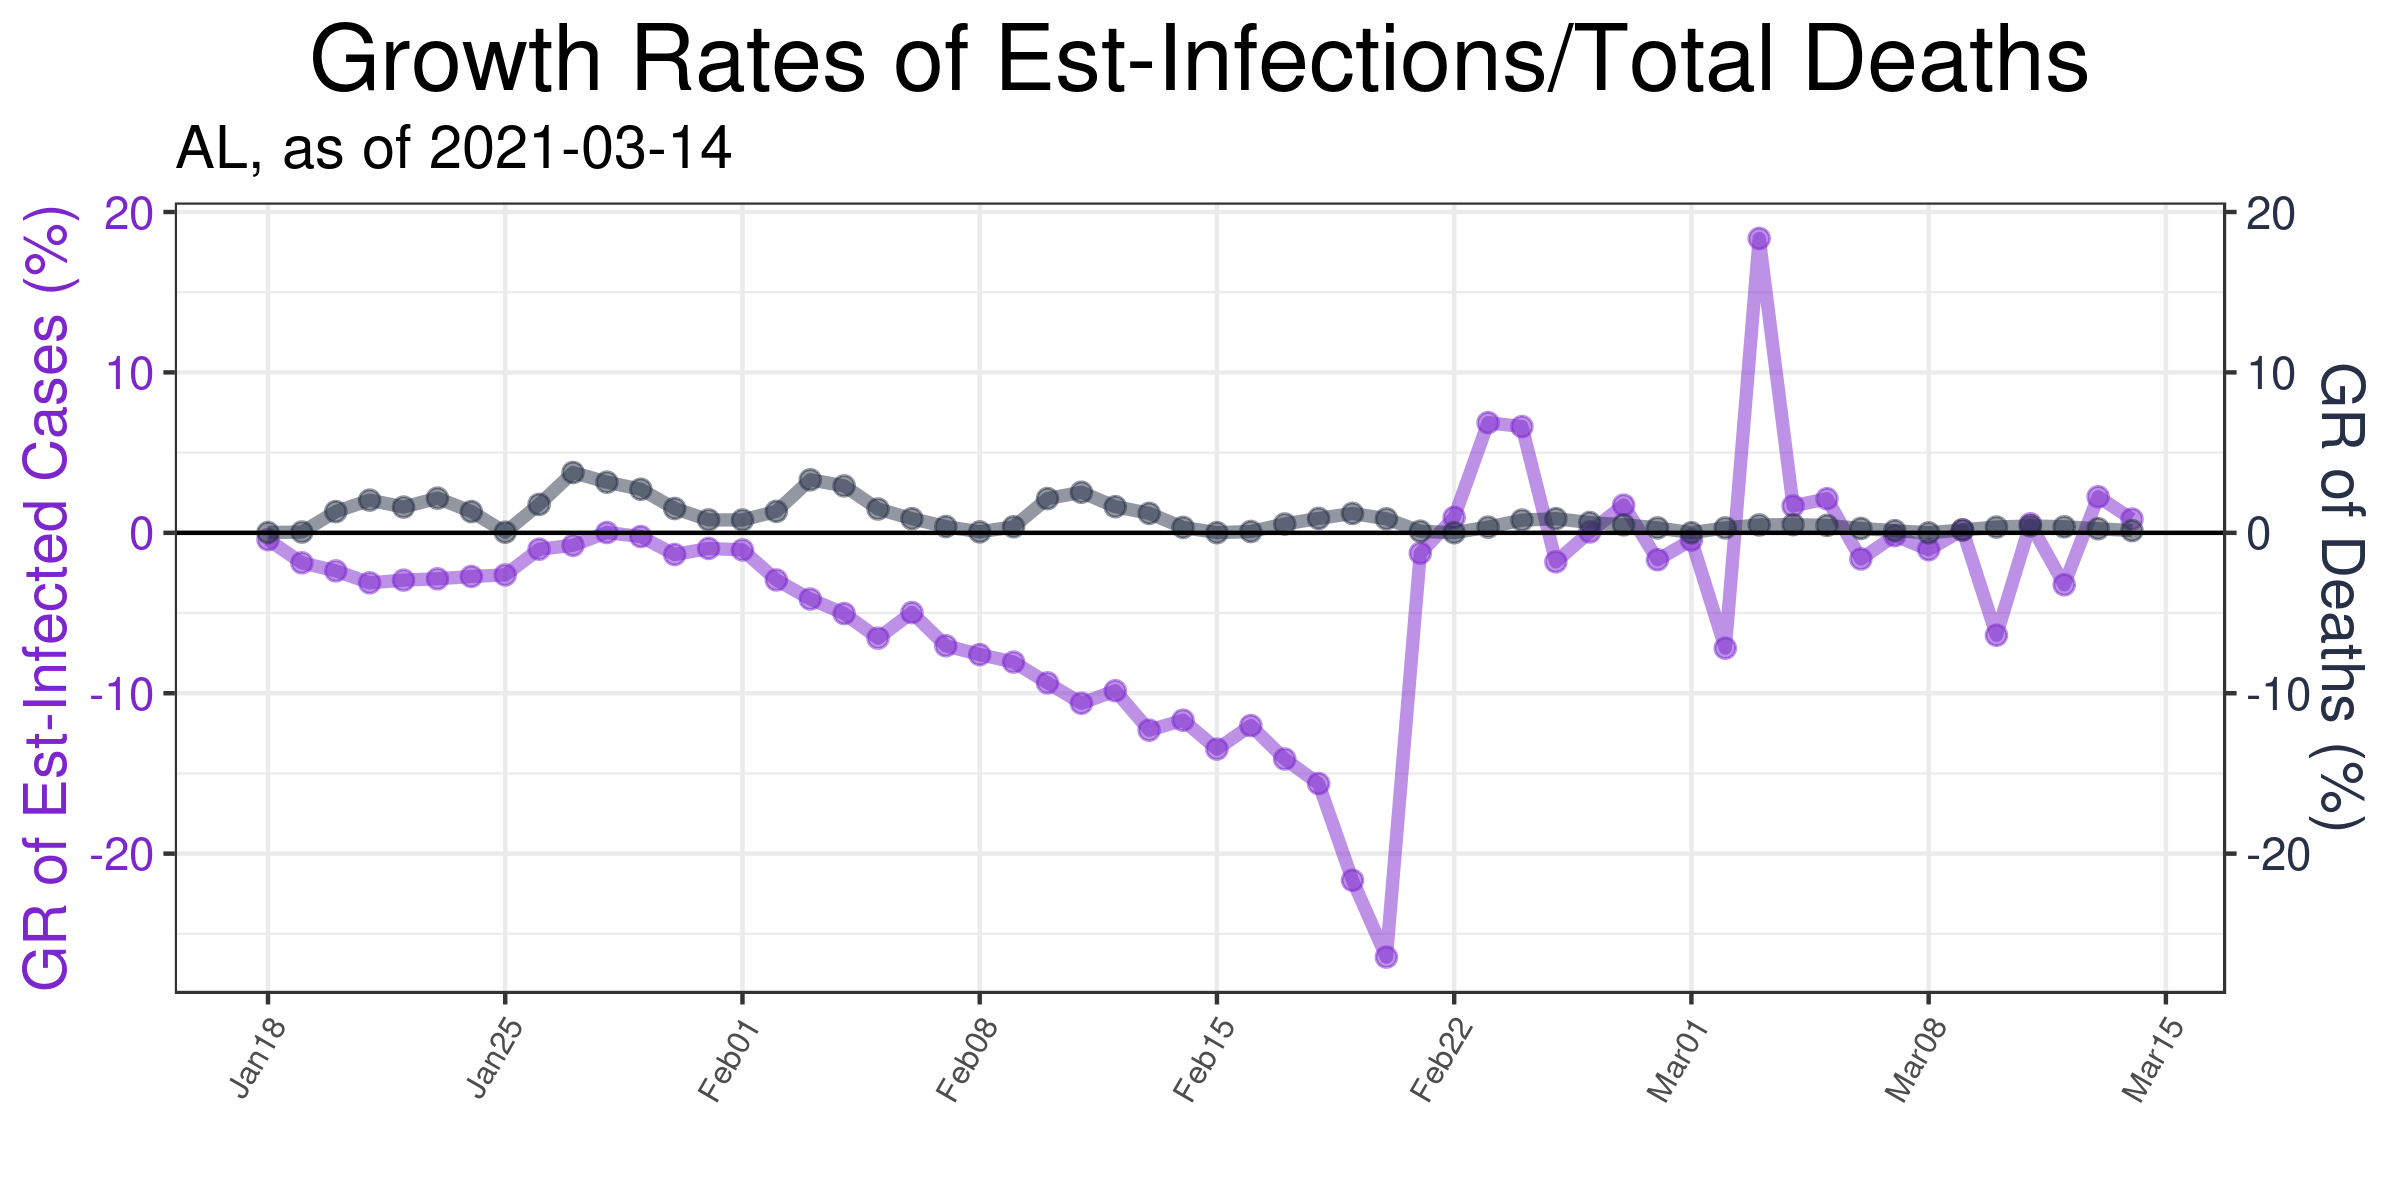 Growth Rates of Est-Infections/Total Deaths
AL, as of 2021-03-14
GR of Est-Infected Cases (%)
20
10
0
-10
-20
20
10
0
-10
-20
GR of Deaths (%)
Jan18
Jan25
Feb01
Feb08
Feb15
Feb22
Mar01
Mar08
Mar15